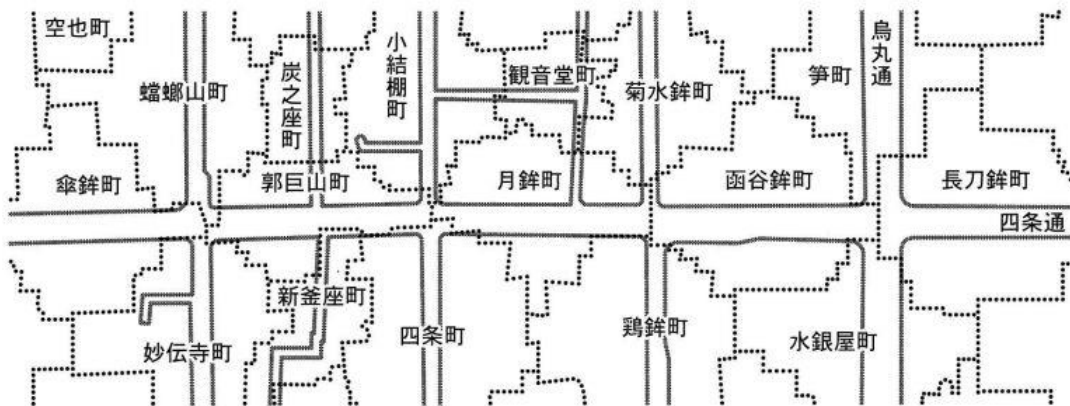 空也町
蟷螂山町
炭之座町
小結棚町
観音堂町
菊水鉾町
笋町
烏丸通
傘鉾町
郭巨山町
月鉾町
函谷鉾町
長刀鉾町
四条通
新釜座町
妙伝寺町
四条町
鶏鉾町
水銀屋町